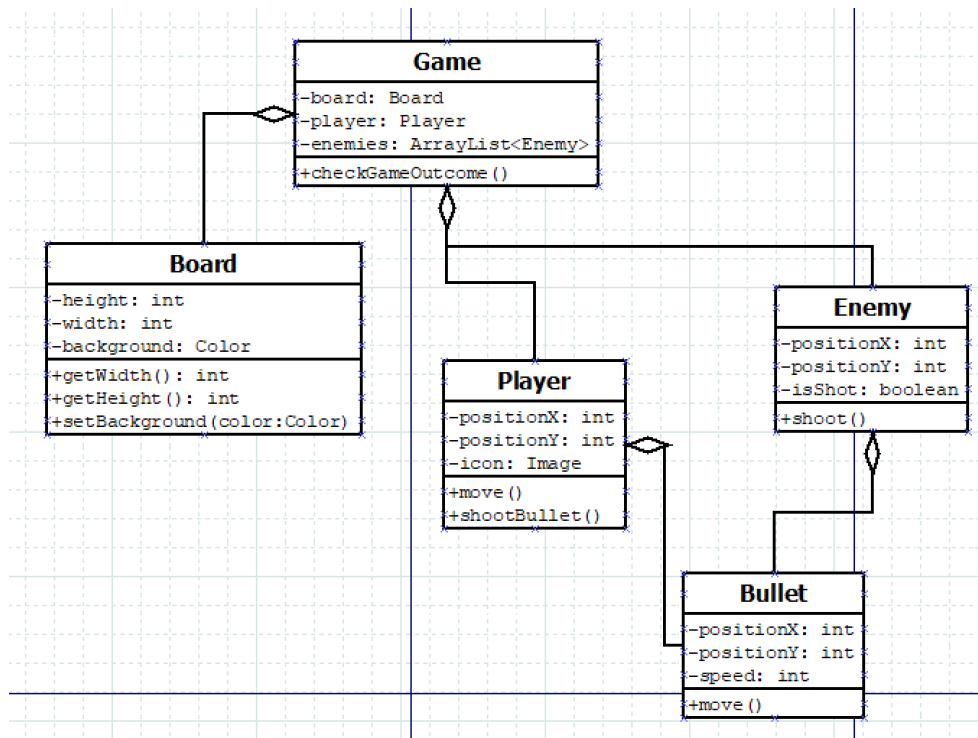 Game
-board: Board
-player: Player
-enemies: ArrayList<Enemy>
+checkGameOutcome()
Board
-height: int
-width: int
-background: Color
+getWidth(): int
+getHeight(): int
+setBackground(color:Color)
Player
-positionX: int
-positionY: int
-icon: Image
+move()
+shootBullet()
Enemy
-positionX: int
-positionY: int
-isShot: boolean
+shoot()
Bullet
-positionX: int
-positionY: int
-speed: int
+move()